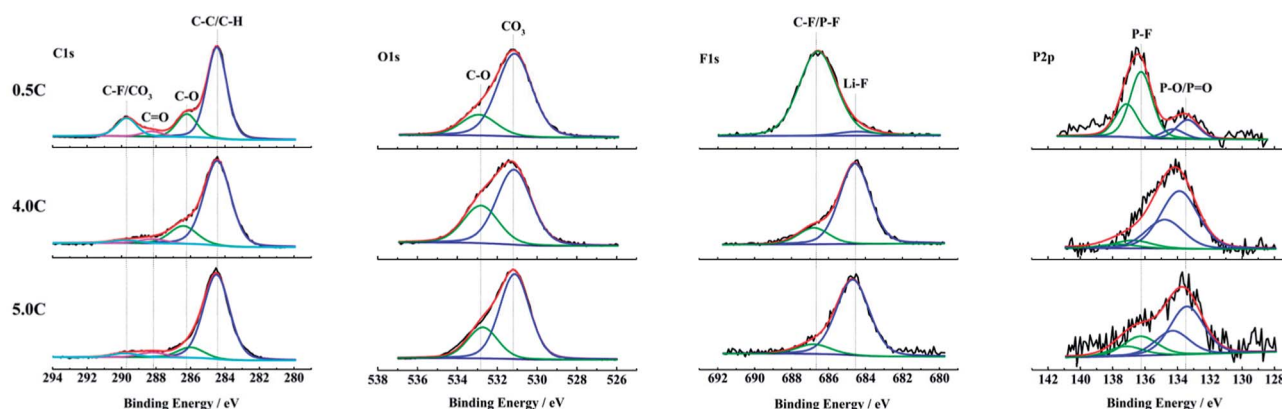 C1s
C-C/C-H
C-F/CO3
C=O
C-O
O1s
CO3
C-O
F1s
C-F/P-F
Li-F
P2p
P-F
P-O/P=O
0.5C
4.0C
5.0C
294 292 290 288 286 284 282 280
Binding Energy / eV
538 536 534 532 530 528 526
Binding Energy / eV
692 690 688 686 684 682 680
Binding Energy / eV
142 140 138 136 134 132 130 128
Binding Energy / eV